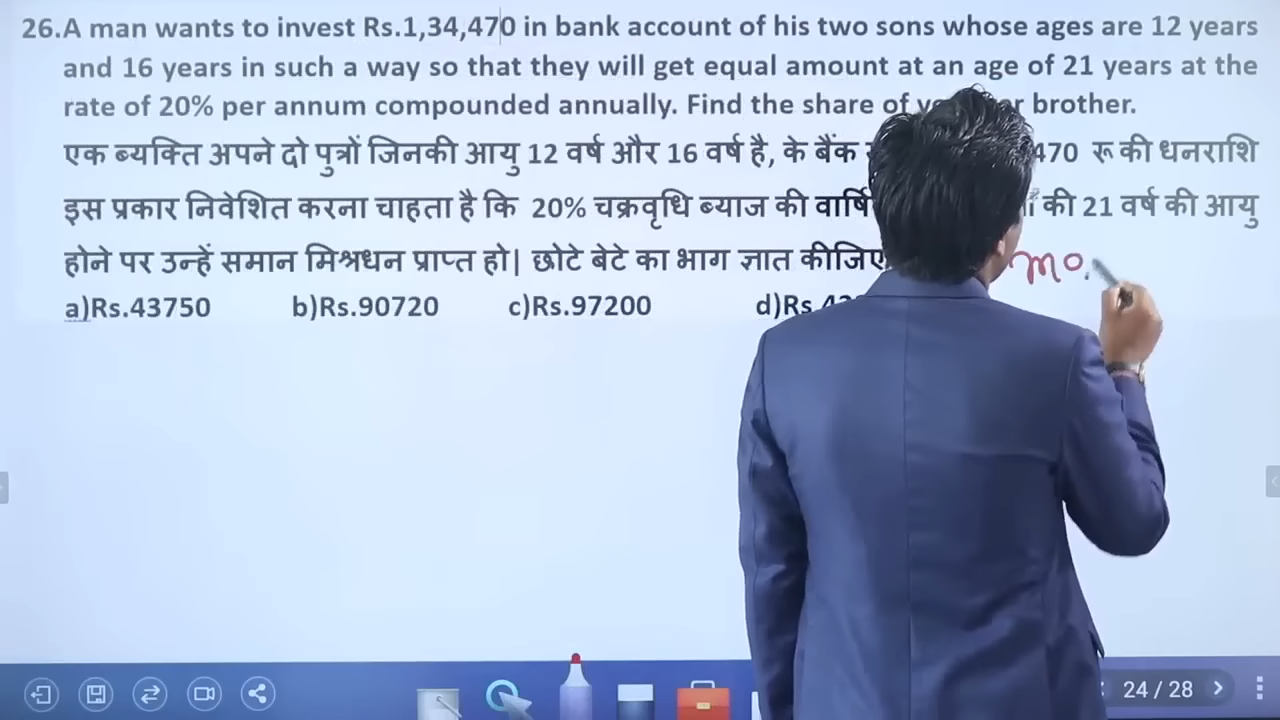 26.A man wants to invest Rs.1,34,470 in bank account of his two sons whose ages are 12 years
and 16 years in such a way so that they will get equal amount at an age of 21 years at the
rate of 20% per annum compounded annually. Find the share of brother.
एक ब्यक्ति अपने दो पुत्रों जिनकी आयु 12 वर्ष और 16 वर्ष है, के बैंक 470 रू की धनराशि
इस प्रकार निवेशित करना चाहता है कि 20% चक्रवृधि ब्याज की की 21 वर्ष की आयु
होने पर उन्हें समान मिश्रधन प्राप्त हो| छोटे बेटे का भाग ज्ञात कीजिए mo.
a)Rs.43750 b)Rs.90720 c)Rs.97200 d)Rs.
24 / 28